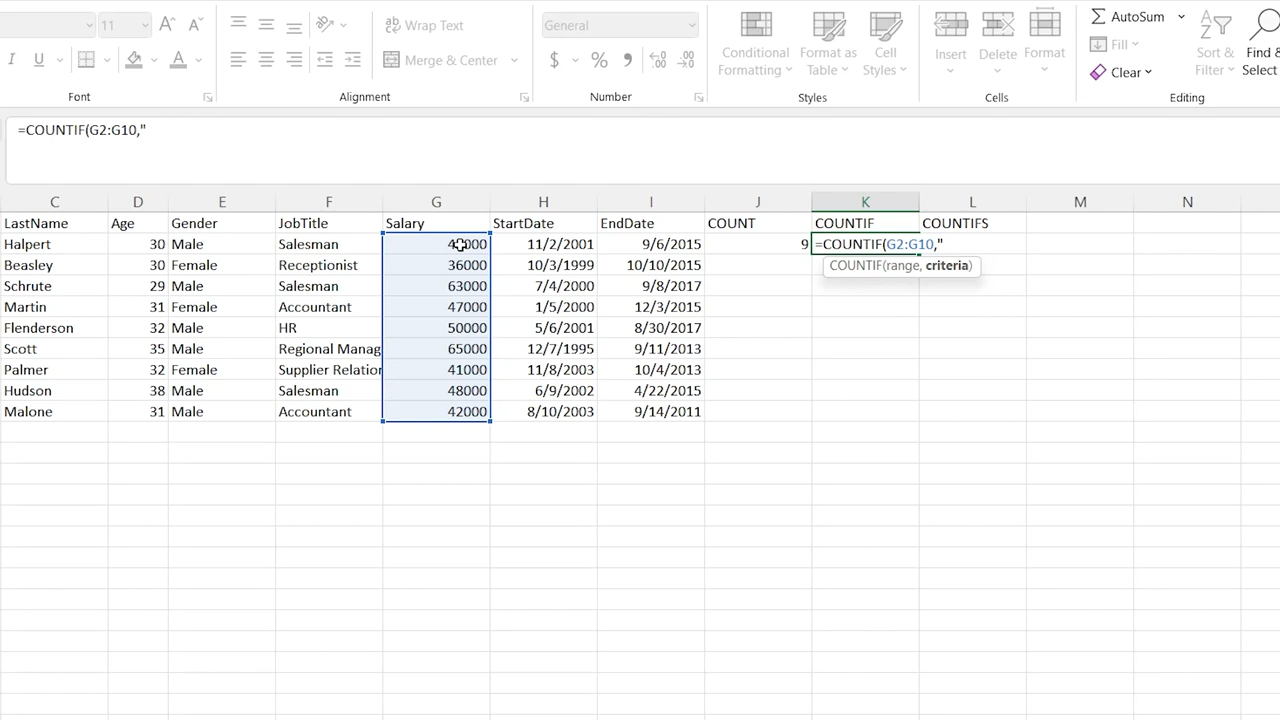 11 A^ Aˇ
ab Wrap Text
General
AutoSum
I U A
Merge & Center
$ % 9
Conditional Formatting
Format as Table
Cell Styles
Insert
Delete
Format
Fill
Clear
Sort & Filter
Find & Select
Font
Alignment
Number
Styles
Cells
Editing
=COUNTIF(G2:G10,"
C D E F G H I J K L M N
LastName Age Gender JobTitle Salary StartDate EndDate COUNT COUNTIF COUNTIFS
Halpert 30 Male Salesman 11/2/2001 9/6/2015 9 =COUNTIF(G2:G10,"
Beasley 30 Female Receptionist 36000 10/3/1999 10/10/2015 COUNTIF(range, criteria)
Schrute 29 Male Salesman 63000 7/4/2000 9/8/2017
Martin 31 Female Accountant 47000 1/5/2000 12/3/2015
Flenderson 32 Male HR 50000 5/6/2001 8/30/2017
Scott 35 Male Regional Manag 65000 12/7/1995 9/11/2013
Palmer 32 Female Supplier Relation 41000 11/8/2003 10/4/2013
Hudson 38 Male Salesman 48000 6/9/2002 4/22/2015
Malone 31 Male Accountant 42000 8/10/2003 9/14/2011